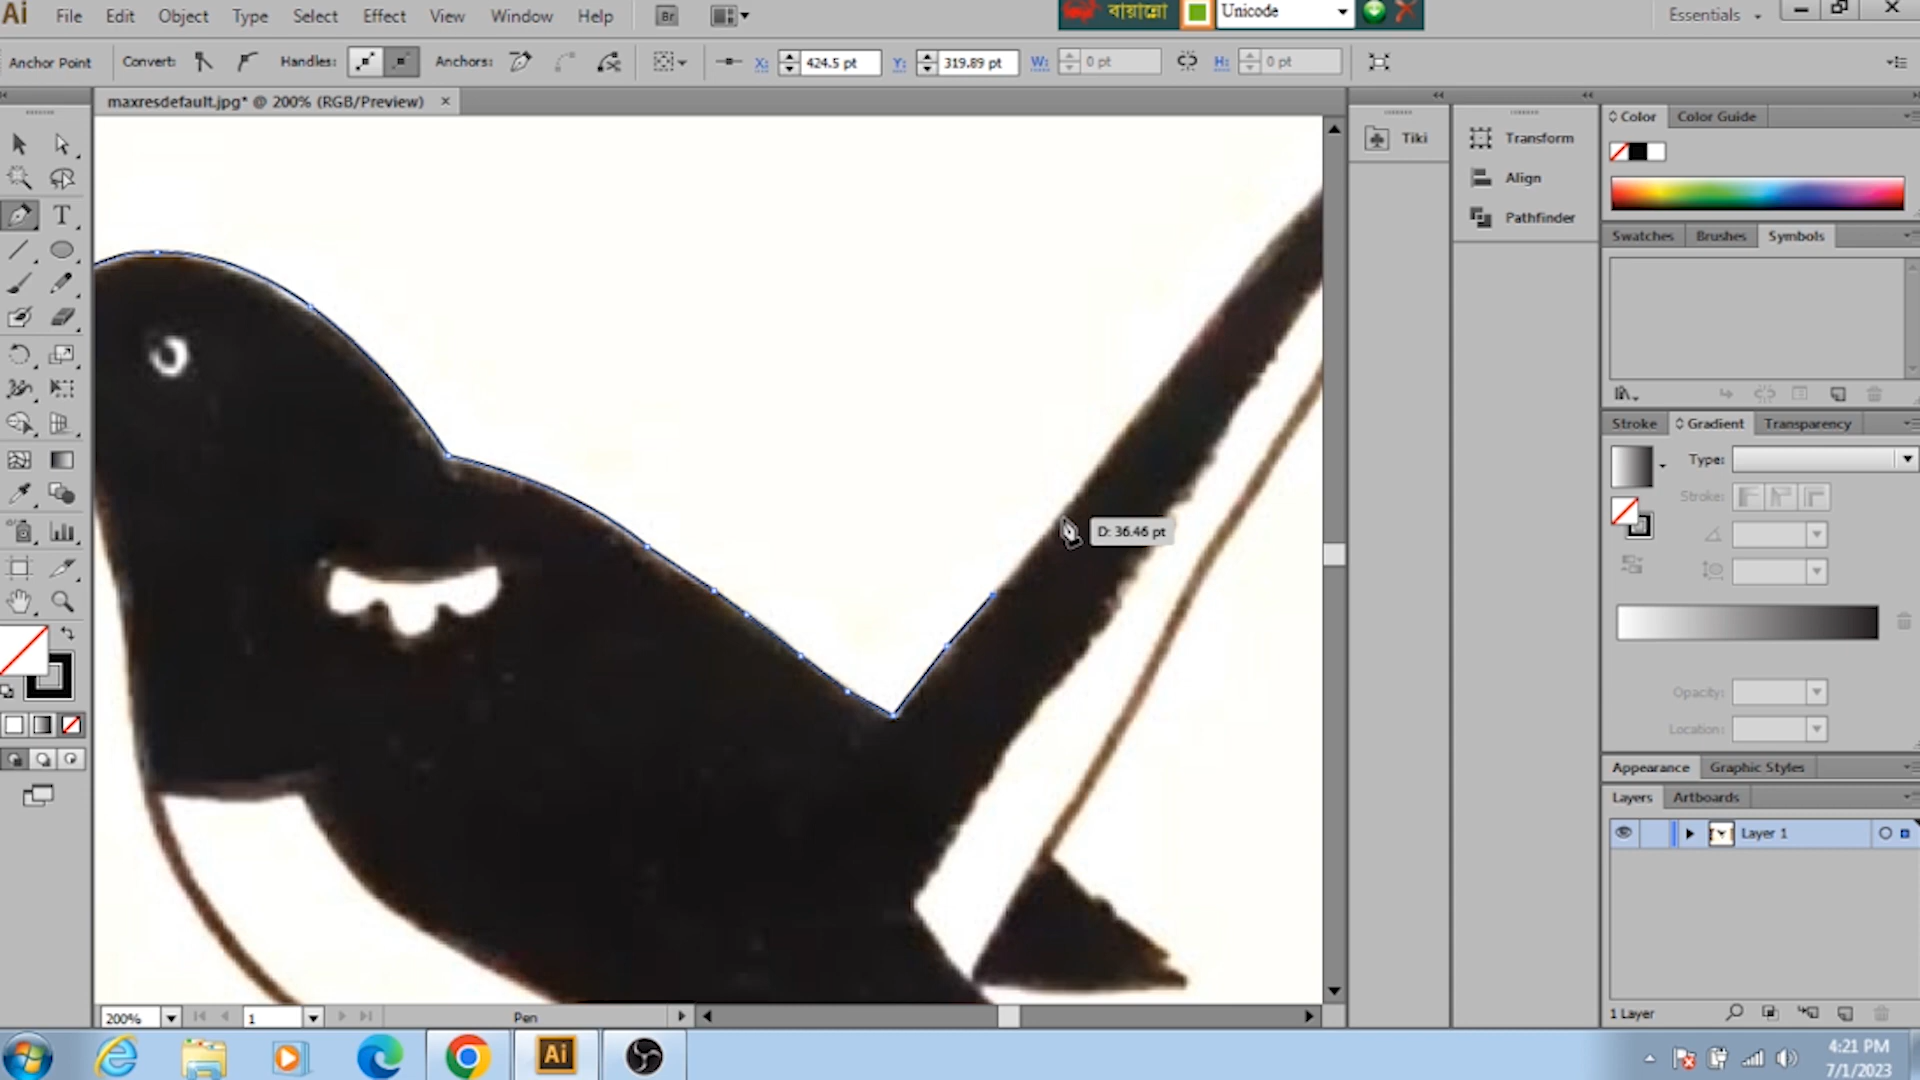 Ai File Edit Object Type Select Effect View Window Help Br বায়ান্নো Unicode Essentials
Anchor Point Convert: Handles: Anchors: X: 424.5 pt Y: 319.89 pt W: 0 pt H: 0 pt
maxresdefault.jpg* @ 200% (RGB/Preview)
Tiki
Transform
Align
Pathfinder
Color Color Guide
Swatches Brushes Symbols
Stroke Gradient Transparency
Type:
Stroke:
Opacity:
Location:
Appearance Graphic Styles
Layers Artboards
Layer 1
1 Layer
T
D: 36.46 pt
200% 1 Pen
Ai
4:21 PM
7/1/2023